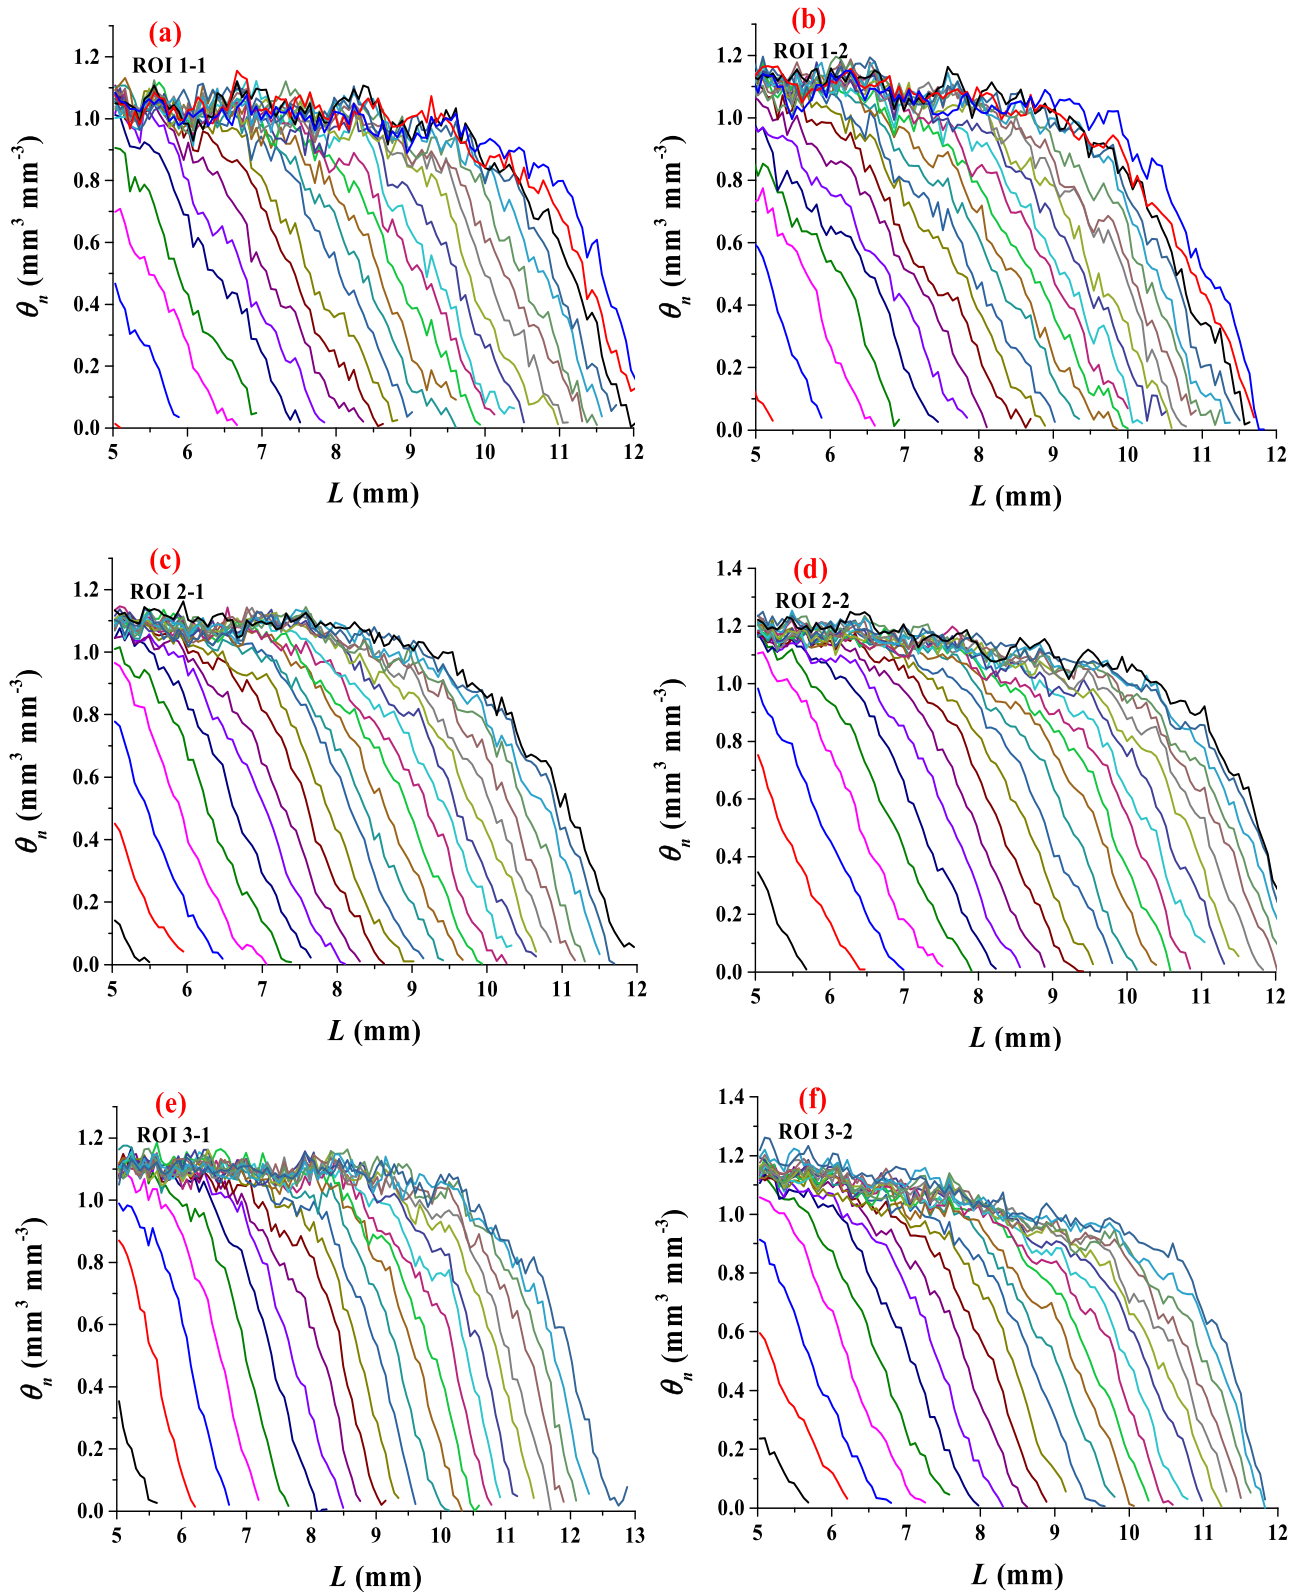 (a)
ROI 1-1
θn (mm3 mm-3)
1.2
1.0
0.8
0.6
0.4
0.2
0.0
5 6 7 8 9 10 11 12
L (mm)
(b)
ROI 1-2
θn (mm3 mm-3)
1.2
1.0
0.8
0.6
0.4
0.2
0.0
5 6 7 8 9 10 11 12
L (mm)
(c)
ROI 2-1
θn (mm3 mm-3)
1.2
1.0
0.8
0.6
0.4
0.2
0.0
5 6 7 8 9 10 11 12
L (mm)
(d)
ROI 2-2
θn (mm3 mm-3)
1.4
1.2
1.0
0.8
0.6
0.4
0.2
0.0
5 6 7 8 9 10 11 12
L (mm)
(e)
ROI 3-1
θn (mm3 mm-3)
1.2
1.0
0.8
0.6
0.4
0.2
0.0
5 6 7 8 9 10 11 12 13
L (mm)
(f)
ROI 3-2
θn (mm3 mm-3)
1.4
1.2
1.0
0.8
0.6
0.4
0.2
0.0
5 6 7 8 9 10 11 12
L (mm)